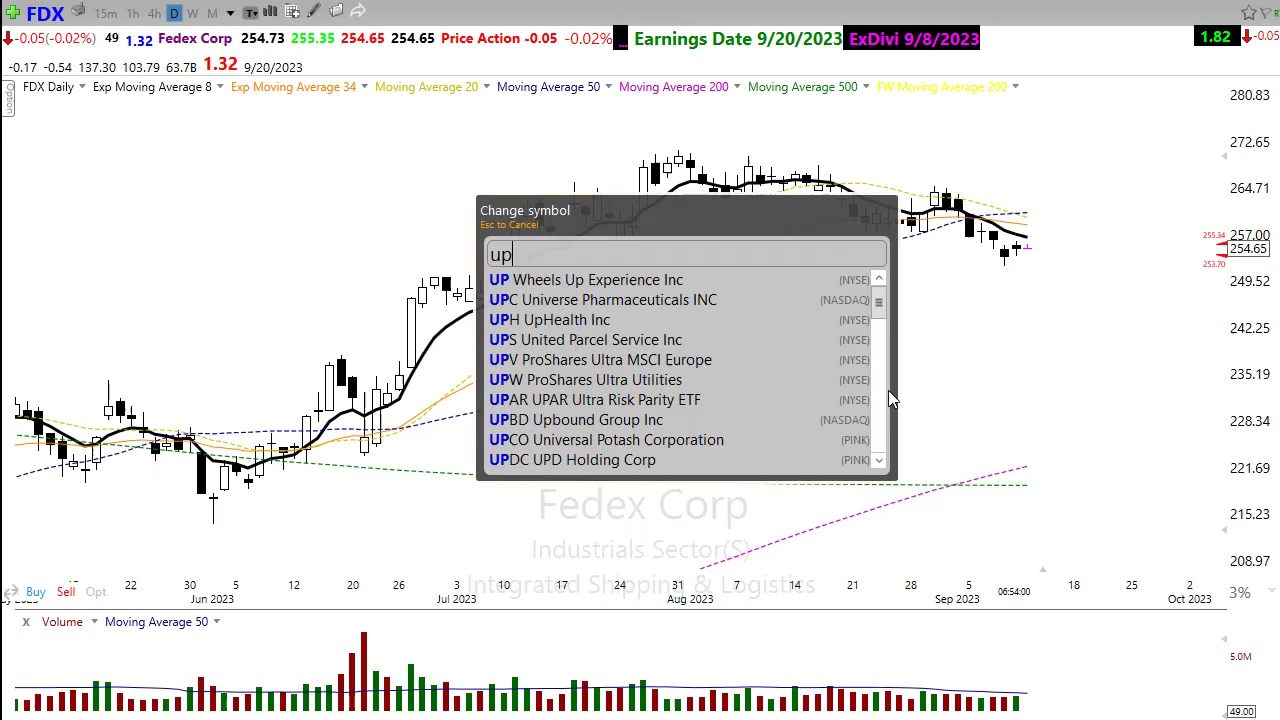 FDX 15m 1h 4h D W M T
-0.05(-0.02%) 49 1.32 Fedex Corp 254.73 255.35 254.65 254.65 Price Action -0.05 -0.02% ... Earnings Date 9/20/2023 ExDivi 9/8/2023 1.82 -0.05
-0.17 -0.54 137.30 103.79 63.7B 1.32 9/20/2023
Option
FDX Daily Exp Moving Average 8 Exp Moving Average 34 Moving Average 20 Moving Average 50 Moving Average 200 Moving Average 500 FW Moving Average 200
280.83
272.65
264.71
257.00
255.34
254.65
253.70
249.52
242.25
235.19
228.34
221.69
215.23
208.97
3%
Change symbol
Esc to Cancel
up
UP Wheels Up Experience Inc (NYSE)
UPC Universe Pharmaceuticals INC (NASDAQ)
UPH UpHealth Inc (NYSE)
UPS United Parcel Service Inc (NYSE)
UPV ProShares Ultra MSCI Europe (NYSE)
UPW ProShares Ultra Utilities (NYSE)
UPAR UPAR Ultra Risk Parity ETF (NYSE)
UPBD Upbound Group Inc (NASDAQ)
UPCO Universal Potash Corporation (PINK)
UPDC UPD Holding Corp (PINK)
Fedex Corp
Industrials Sector(S)
Integrated Shipping & Logistics
22 30 5 12 20 26 3 10 17 24 31 7 14 21 28 5 18 25 2
Buy Sell Opt
2023 Jun 2023 Jul 2023 Aug 2023 Sep 2023 06:54:00 Oct 2023
X Volume Moving Average 50
5.0M
49.00